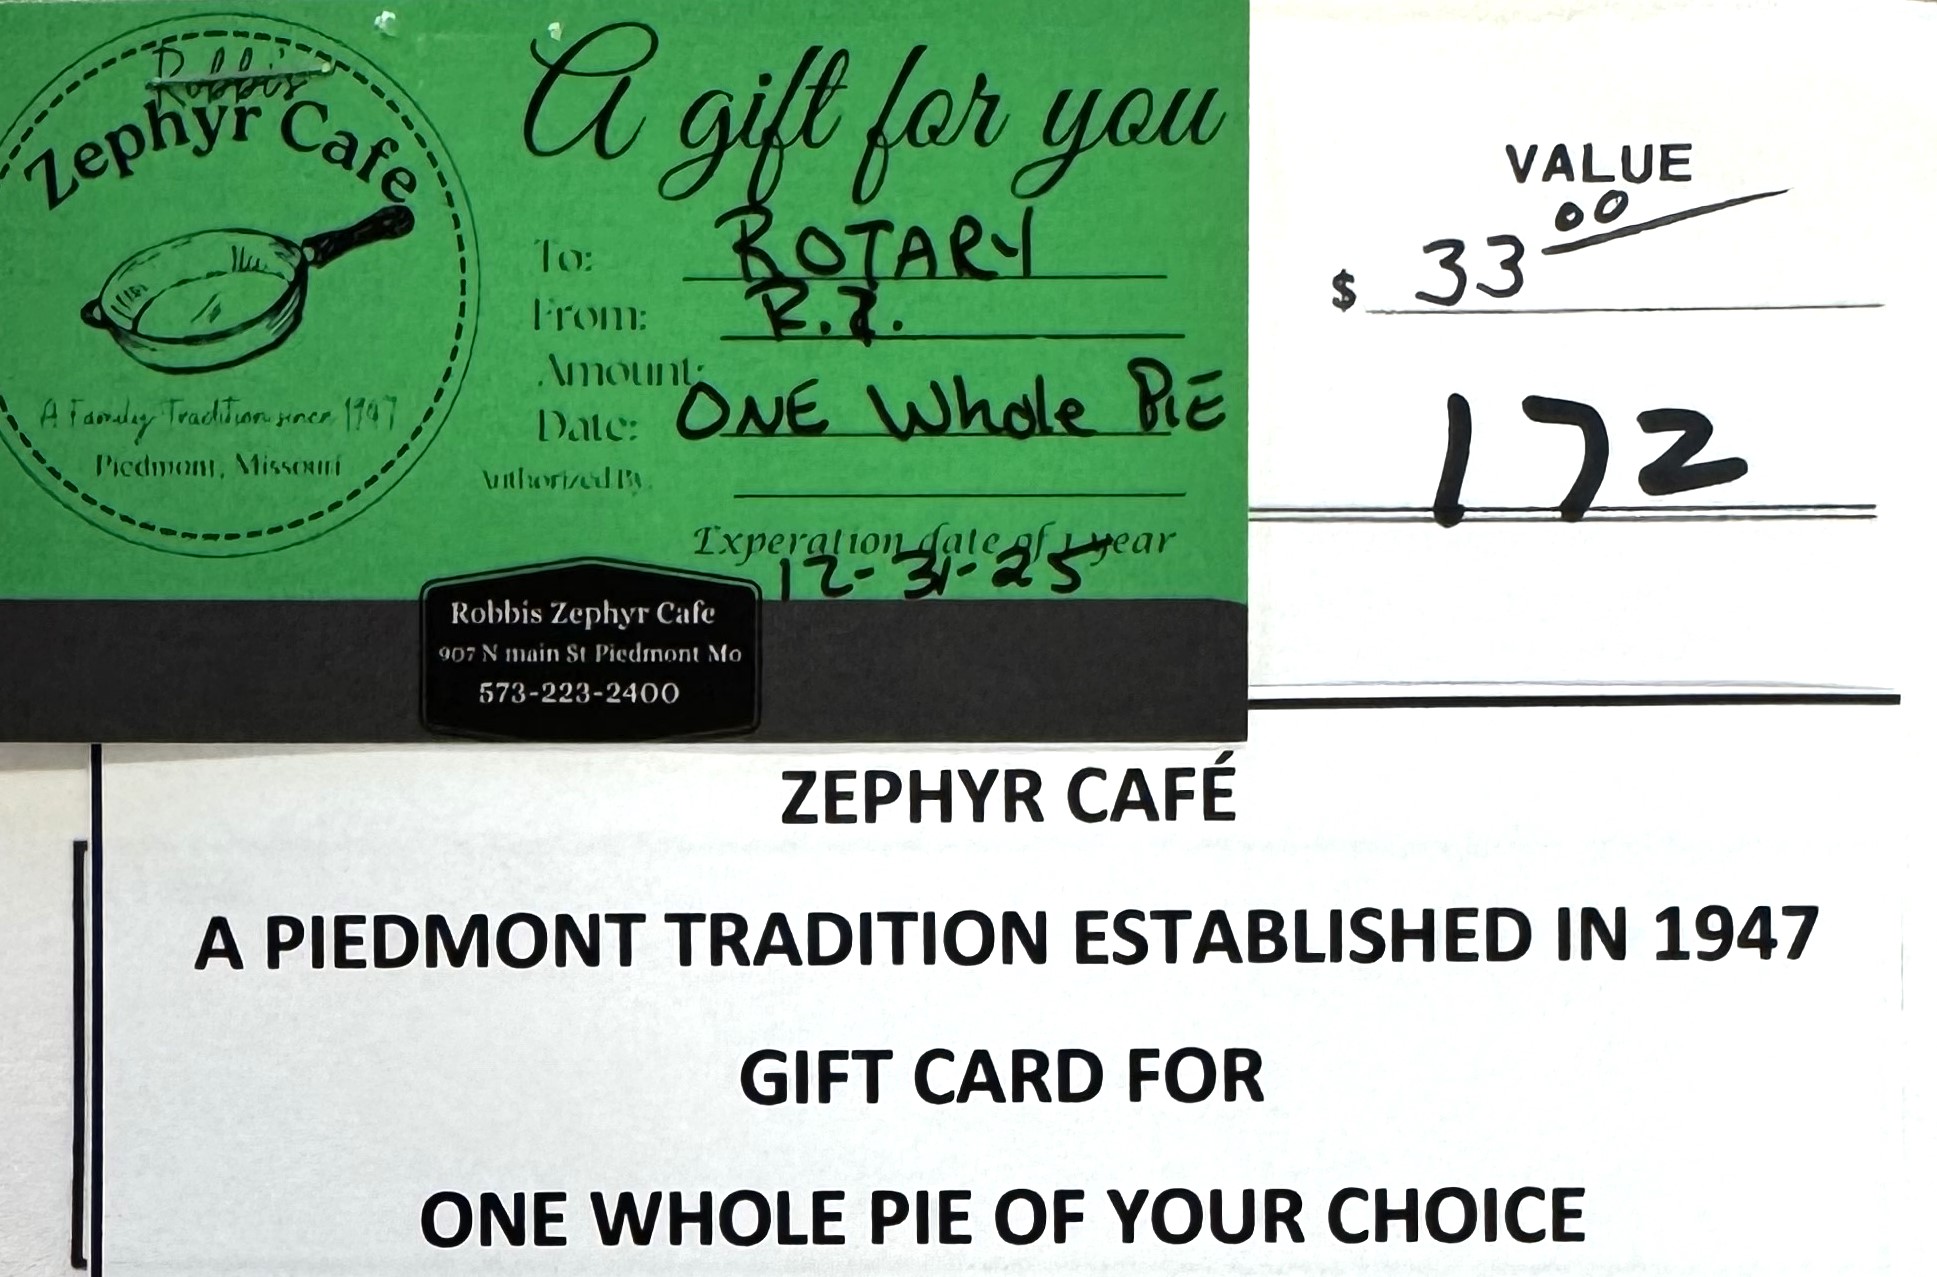 Robbis
Zephyr Cafe
A Family Tradition since 1947
Piedmont, Missouri
A gift for you
To: ROTARY
From: R.Z.
Amount:
Date: ONE Whole PIE
Authorized By:
Experation date of 1 year
12-31-25
Robbis Zephyr Cafe
907 N main St Piedmont Mo
573-223-2400
VALUE
$ 33 00
172
ZEPHYR CAFÉ
A PIEDMONT TRADITION ESTABLISHED IN 1947
GIFT CARD FOR
ONE WHOLE PIE OF YOUR CHOICE